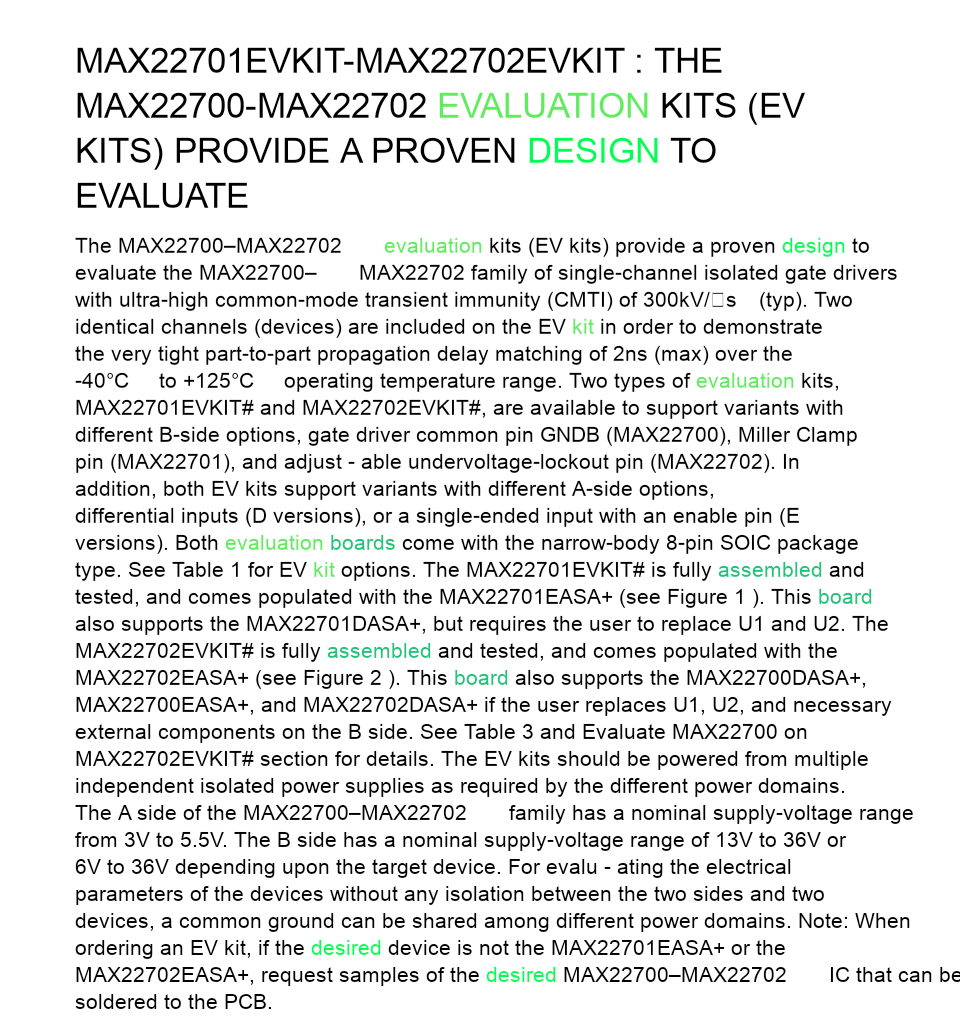 MAX22701EVKIT-MAX22702EVKIT : THE
MAX22700-MAX22702 EVALUATION KITS (EV
KITS) PROVIDE A PROVEN DESIGN TO
EVALUATE
The MAX22700–MAX22702 evaluation kits (EV kits) provide a proven design to
evaluate the MAX22700– MAX22702 family of single-channel isolated gate drivers
with ultra-high common-mode transient immunity (CMTI) of 300kV/□s (typ). Two
identical channels (devices) are included on the EV kit in order to demonstrate
the very tight part-to-part propagation delay matching of 2ns (max) over the
-40°C to +125°C operating temperature range. Two types of evaluation kits,
MAX22701EVKIT# and MAX22702EVKIT#, are available to support variants with
different B-side options, gate driver common pin GNDB (MAX22700), Miller Clamp
pin (MAX22701), and adjust - able undervoltage-lockout pin (MAX22702). In
addition, both EV kits support variants with different A-side options,
differential inputs (D versions), or a single-ended input with an enable pin (E
versions). Both evaluation boards come with the narrow-body 8-pin SOIC package
type. See Table 1 for EV kit options. The MAX22701EVKIT# is fully assembled and
tested, and comes populated with the MAX22701EASA+ (see Figure 1 ). This board
also supports the MAX22701DASA+, but requires the user to replace U1 and U2. The
MAX22702EVKIT# is fully assembled and tested, and comes populated with the
MAX22702EASA+ (see Figure 2 ). This board also supports the MAX22700DASA+,
MAX22700EASA+, and MAX22702DASA+ if the user replaces U1, U2, and necessary
external components on the B side. See Table 3 and Evaluate MAX22700 on
MAX22702EVKIT# section for details. The EV kits should be powered from multiple
independent isolated power supplies as required by the different power domains.
The A side of the MAX22700–MAX22702 family has a nominal supply-voltage range
from 3V to 5.5V. The B side has a nominal supply-voltage range of 13V to 36V or
6V to 36V depending upon the target device. For evalu - ating the electrical
parameters of the devices without any isolation between the two sides and two
devices, a common ground can be shared among different power domains. Note: When
ordering an EV kit, if the desired device is not the MAX22701EASA+ or the
MAX22702EASA+, request samples of the desired MAX22700–MAX22702 IC that can be
soldered to the PCB.